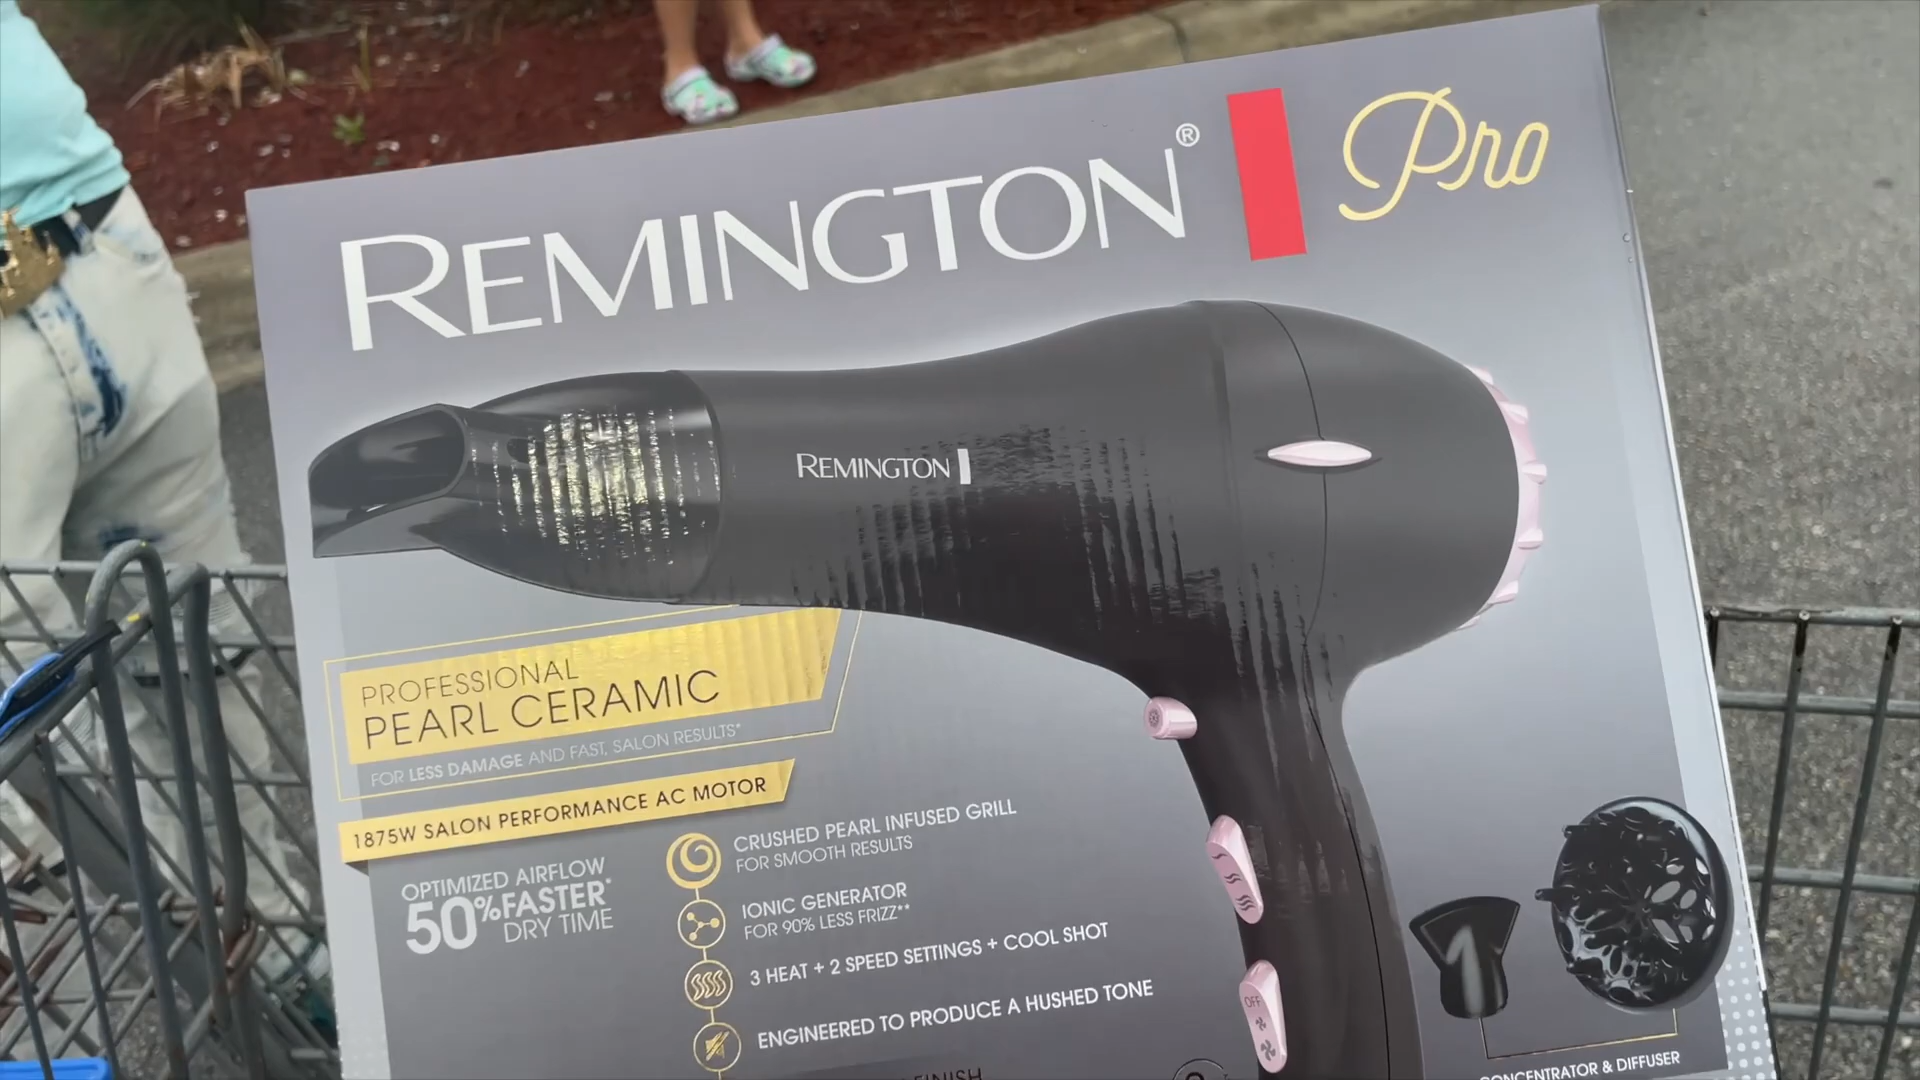 REMINGTON® Pro
REMINGTON
PROFESSIONAL
PEARL CERAMIC
FOR LESS DAMAGE AND FAST, SALON RESULTS*
1875W SALON PERFORMANCE AC MOTOR
OPTIMIZED AIRFLOW
50% FASTER*
DRY TIME
CRUSHED PEARL INFUSED GRILL
FOR SMOOTH RESULTS
IONIC GENERATOR
FOR 90% LESS FRIZZ**
3 HEAT + 2 SPEED SETTINGS + COOL SHOT
ENGINEERED TO PRODUCE A HUSHED TONE
FINISH
OFF
CONCENTRATOR & DIFFUSER